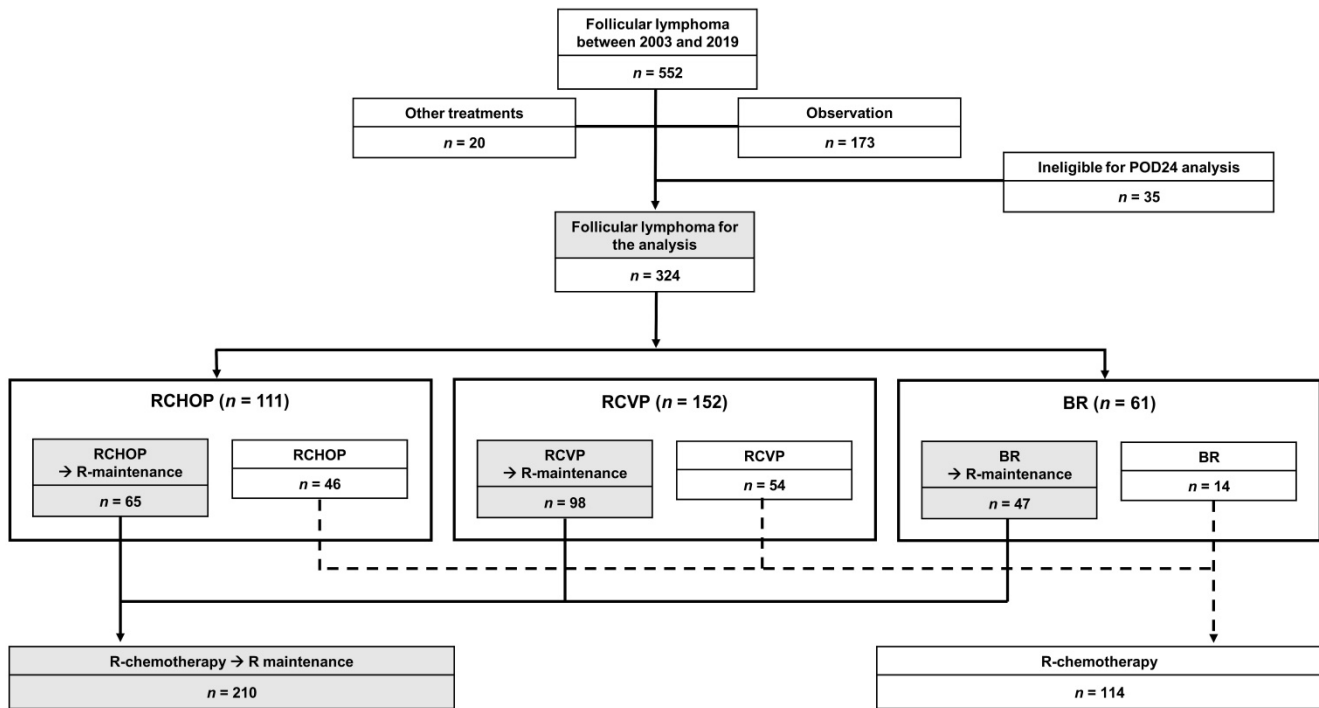 Follicular lymphoma
between 2003 and 2019
n = 552
Other treatments
n = 20
Observation
n = 173
Ineligible for POD24 analysis
n = 35
Follicular lymphoma for
the analysis
n = 324
RCHOP (n = 111)
RCHOP
→ R-maintenance
n = 65
RCHOP
n = 46
RCVP (n = 152)
RCVP
→ R-maintenance
n = 98
RCVP
n = 54
BR (n = 61)
BR
→ R-maintenance
n = 47
BR
n = 14
R-chemotherapy → R maintenance
n = 210
R-chemotherapy
n = 114